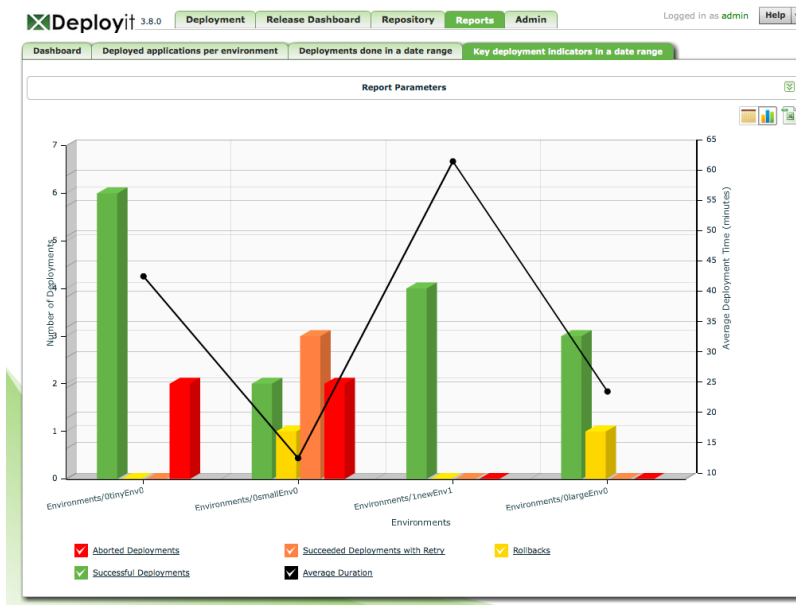 Deployit 3.8.0
Deployment Release Dashboard Repository Reports Admin
Logged in as admin Help
Dashboard Deployed applications per environment Deployments done in a date range Key deployment indicators in a date range
Report Parameters
7
6
5
4
3
2
1
0
Number of Deployments
65
60
55
50
45
40
35
30
25
20
15
10
Average Deployment Time (minutes)
Environments/0tinyEnv0
Environments/0smallEnv0
Environments/1newEnv1
Environments/0largeEnv0
Environments
Aborted Deployments Succeeded Deployments with Retry Rollbacks
Successful Deployments Average Duration